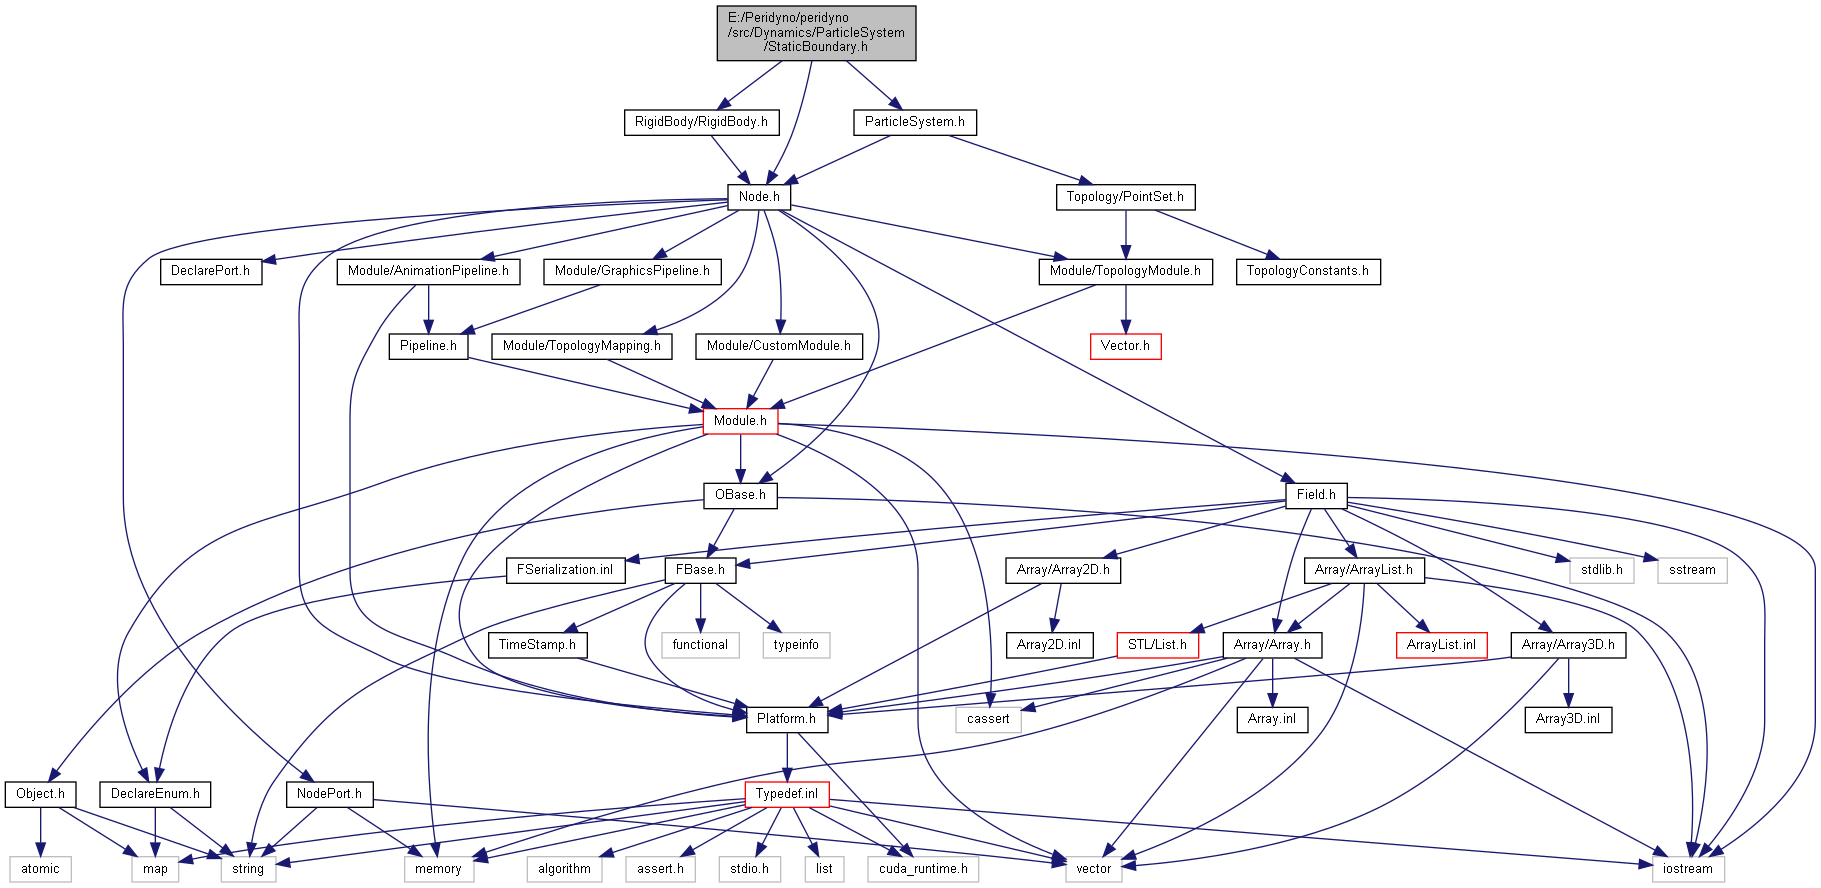 E:/Peridyno/peridyno
/src/Dynamics/ParticleSystem
/StaticBoundary.h
RigidBody/RigidBody.h
ParticleSystem.h
Node.h
Topology/PointSet.h
DeclarePort.h
Module/AnimationPipeline.h
Module/GraphicsPipeline.h
Module/TopologyModule.h
TopologyConstants.h
Pipeline.h
Module/TopologyMapping.h
Module/CustomModule.h
Vector.h
Module.h
OBase.h
Field.h
FSerialization.inl
FBase.h
Array/Array2D.h
Array/ArrayList.h
stdlib.h
sstream
TimeStamp.h
functional
typeinfo
Array2D.inl
STL/List.h
Array/Array.h
ArrayList.inl
Array/Array3D.h
Platform.h
cassert
Array.inl
Array3D.inl
Object.h
DeclareEnum.h
NodePort.h
Typedef.inl
atomic
map
string
memory
algorithm
assert.h
stdio.h
list
cuda_runtime.h
vector
iostream